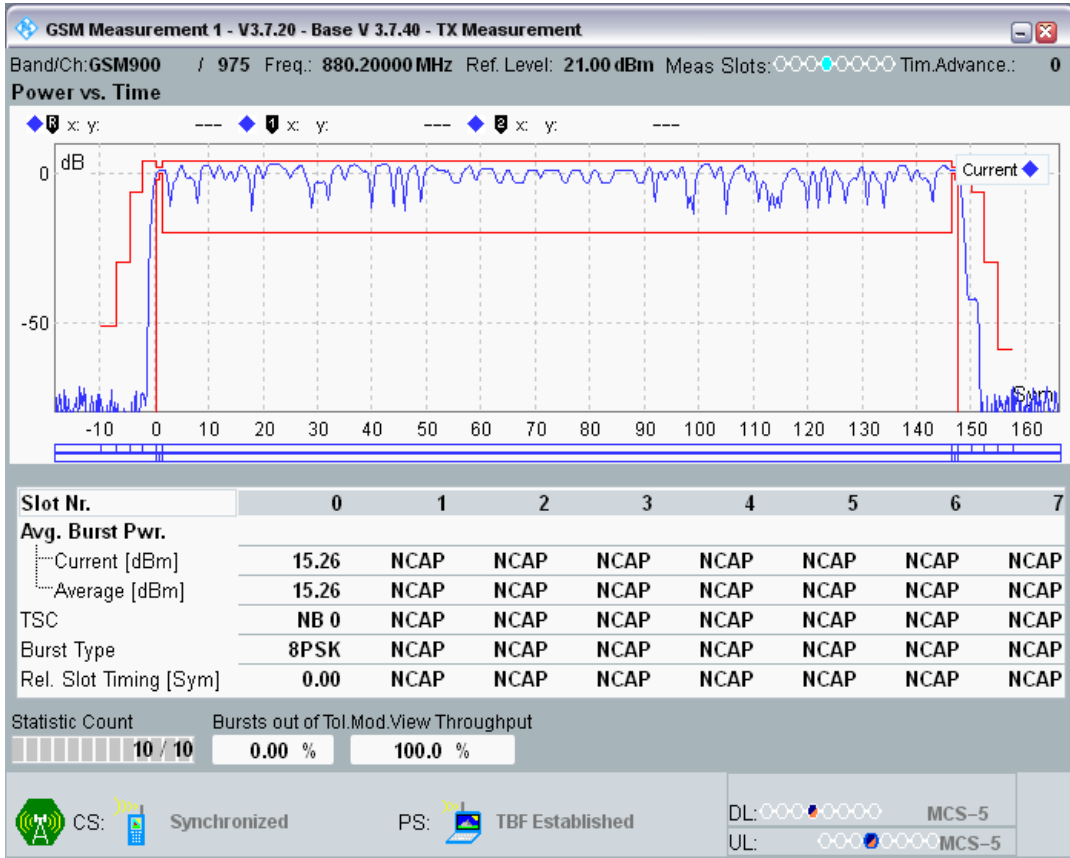 GSM Measurement 1 - V3.7.20 - Base V 3.7.40 - TX Measurement
Band/Ch:GSM900 / 975 Freq.: 880.20000 MHz Ref. Level: 21.00 dBm Meas Slots: Tim.Advance.: 0
Power vs. Time
R x: y: --- 1 x: y: --- 2 x: y: ---
dB
Current
0
-50
Sym
-10 0 10 20 30 40 50 60 70 80 90 100 110 120 130 140 150 160
Slot Nr. 0 1 2 3 4 5 6 7
Avg. Burst Pwr.
Current [dBm] 15.26 NCAP NCAP NCAP NCAP NCAP NCAP NCAP
Average [dBm] 15.26 NCAP NCAP NCAP NCAP NCAP NCAP NCAP
TSC NB 0 NCAP NCAP NCAP NCAP NCAP NCAP NCAP
Burst Type 8PSK NCAP NCAP NCAP NCAP NCAP NCAP NCAP
Rel. Slot Timing [Sym] 0.00 NCAP NCAP NCAP NCAP NCAP NCAP NCAP
Statistic Count Bursts out of Tol.Mod.View Throughput
10 / 10 0.00 % 100.0 %
CS: Synchronized PS: TBF Established DL: MCS-5
UL: MCS-5